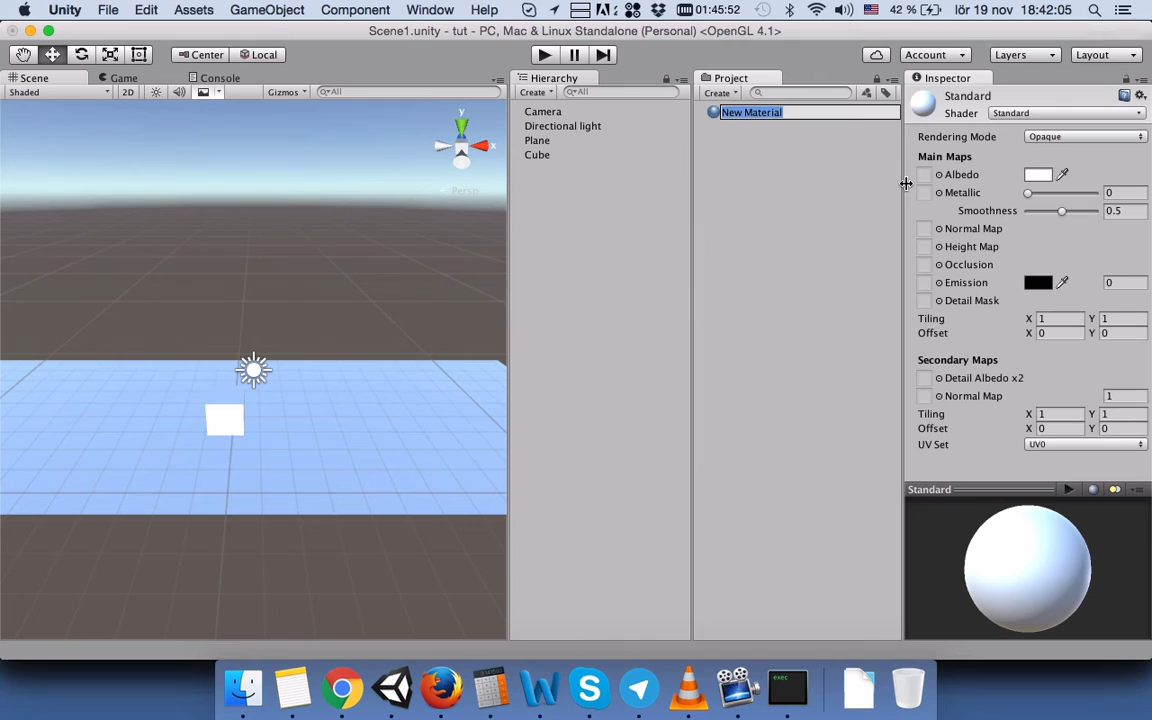 Unity File Edit Assets GameObject Component Window Help 01:45:52 42 % lör 19 nov 18:42:05
Scene1.unity - tut - PC, Mac & Linux Standalone (Personal) <OpenGL 4.1>
Center Local Account Layers Layout
Scene Game Console Hierarchy Project Inspector
Shaded 2D Gizmos All Create All Create
Camera
Directional light
Plane
Cube
New Material
Standard
Shader Standard
Rendering Mode Opaque
Main Maps
Albedo
Metallic 0
Smoothness 0.5
Normal Map
Height Map
Occlusion
Emission 0
Detail Mask
Tiling X 1 Y 1
Offset X 0 Y 0
Secondary Maps
Detail Albedo x2
Normal Map 1
Tiling X 1 Y 1
Offset X 0 Y 0
UV Set UV0
Standard
y
x
Persp
exec